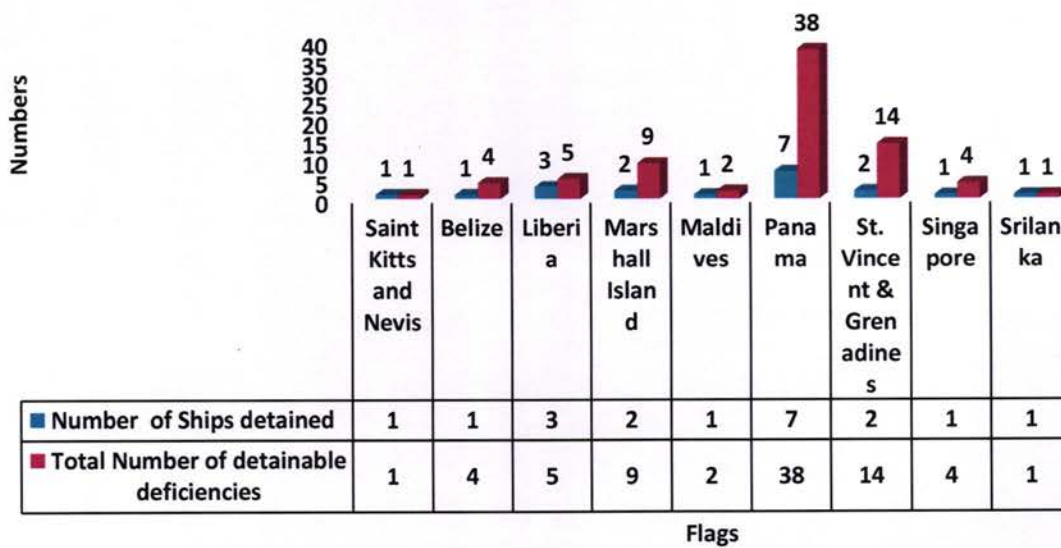 Numbers
40
35
30
25
20
15
10
5
0
1 1
1 4
3 5
2 9
1 2
7 38
2 14
1 4
1 1
Saint
Kitts
and
Nevis
Belize
Liberi
a
Mars
hall
Islan
d
Maldi
ves
Pana
ma
St.
Vince
nt &
Gren
adine
s
Singa
pore
Srilan
ka
Number of Ships detained 1 1 3 2 1 7 2 1 1
Total Number of detainable
deficiencies 1 4 5 9 2 38 14 4 1
Flags